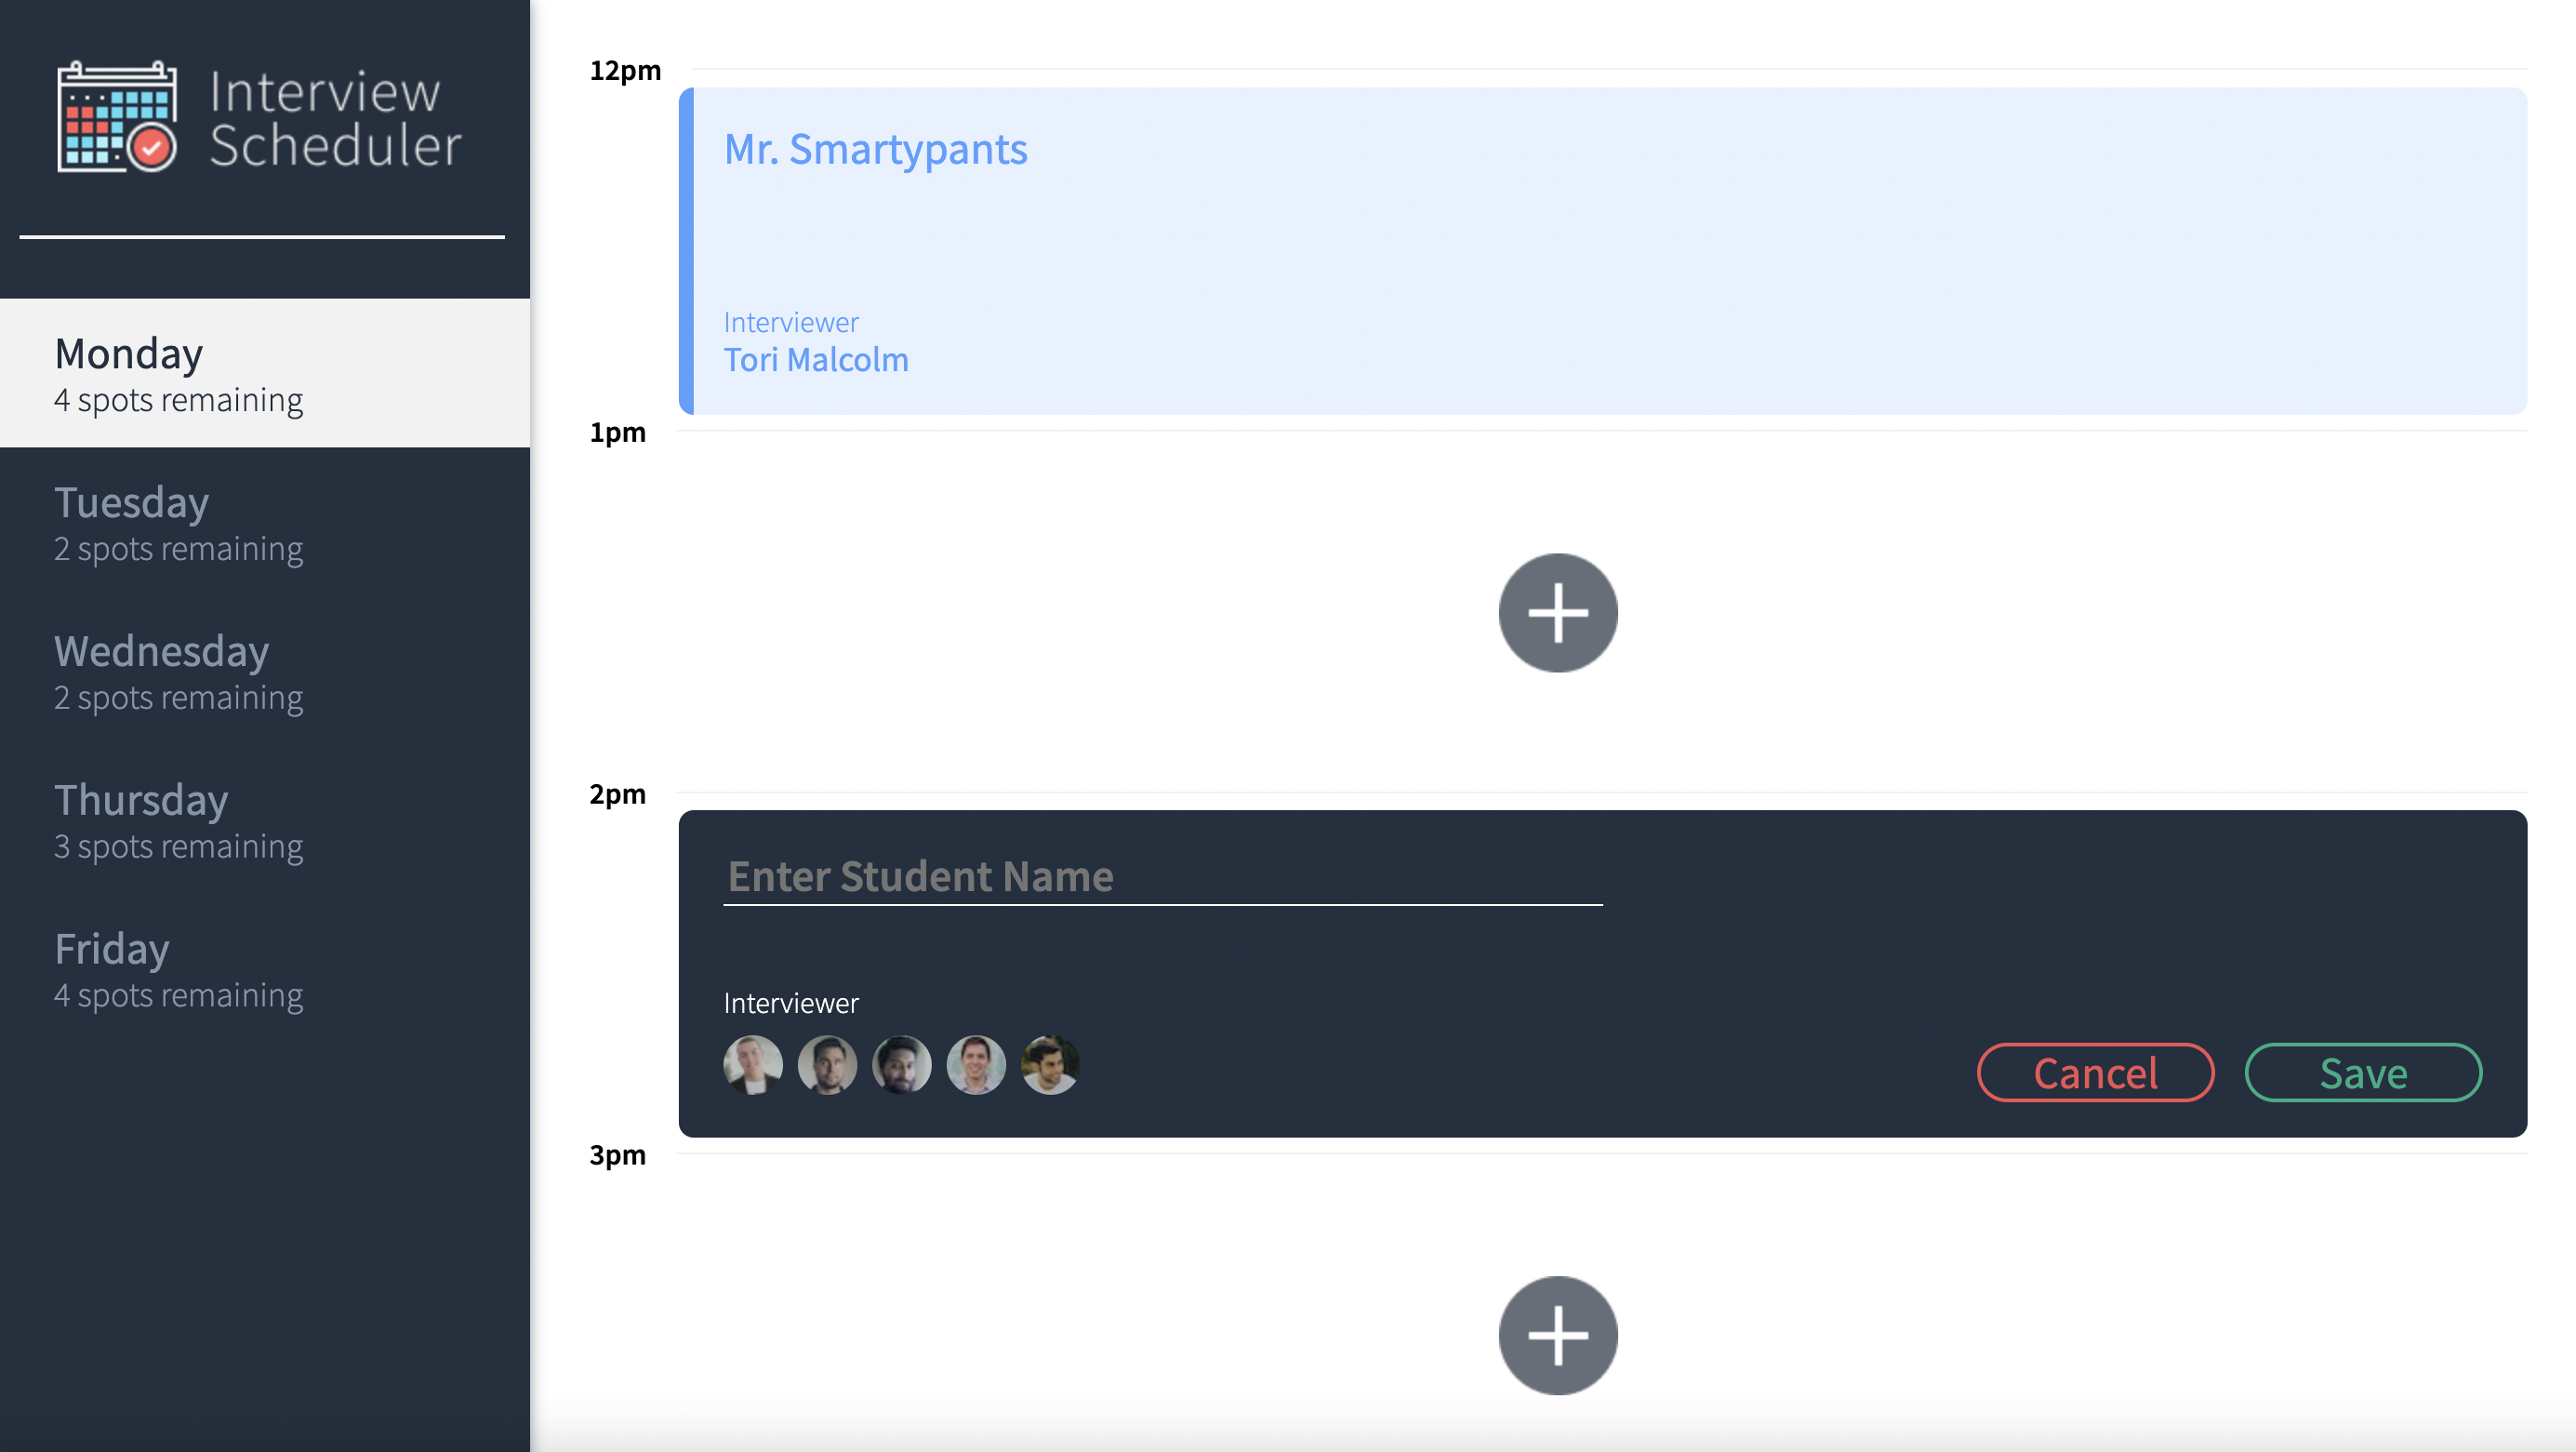 Interview
Scheduler
Monday
4 spots remaining
Tuesday
2 spots remaining
Wednesday
2 spots remaining
Thursday
3 spots remaining
Friday
4 spots remaining
12pm
Mr. Smartypants
Interviewer
Tori Malcolm
1pm
2pm
Enter Student Name
Interviewer
Cancel
Save
3pm